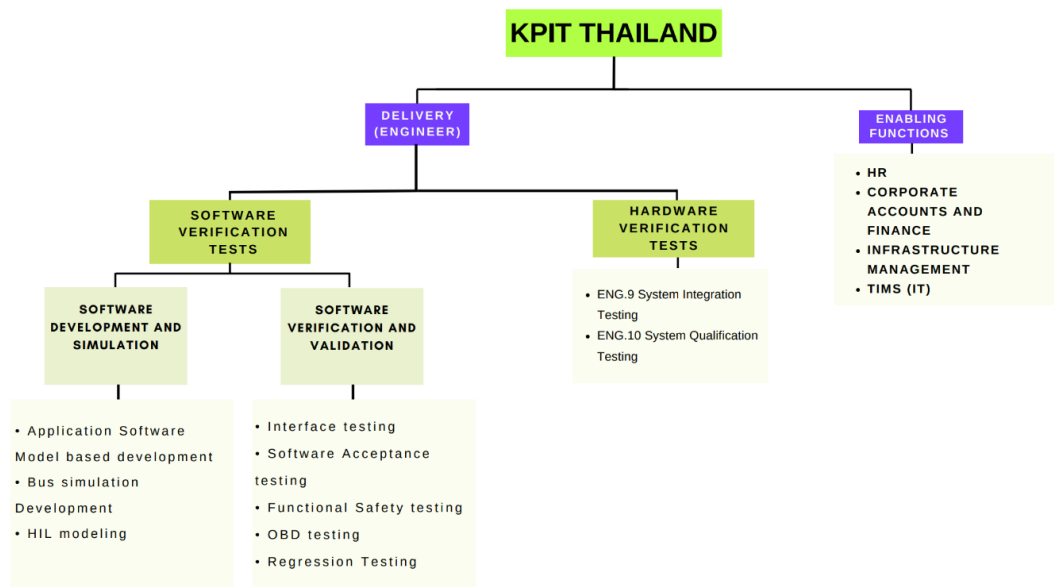 KPIT THAILAND
DELIVERY
(ENGINEER)
ENABLING
FUNCTIONS
SOFTWARE
VERIFICATION
TESTS
HARDWARE
VERIFICATION
TESTS
• HR
• CORPORATE
ACCOUNTS AND
FINANCE
• INFRASTRUCTURE
MANAGEMENT
• TIMS (IT)
SOFTWARE
DEVELOPMENT AND
SIMULATION
SOFTWARE
VERIFICATION AND
VALIDATION
• ENG.9 System Integration
Testing
• ENG.10 System Qualification
Testing
• Application Software
Model based development
• Bus simulation
Development
• HIL modeling
• Interface testing
• Software Acceptance
testing
• Functional Safety testing
• OBD testing
• Regression Testing